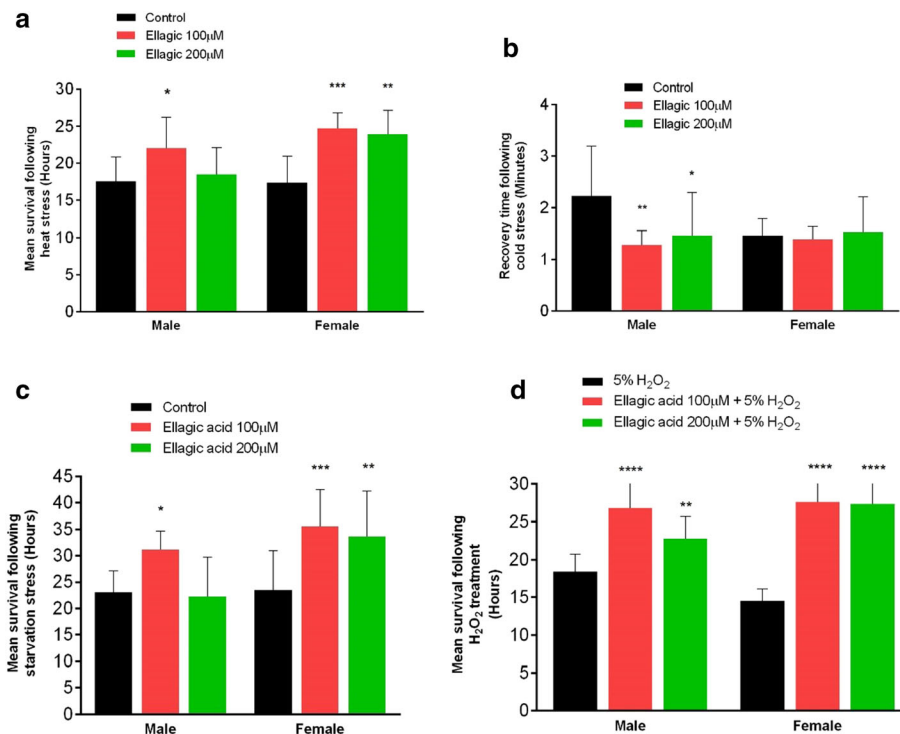 a
Control
Ellagic 100µM
Ellagic 200µM
Mean survival following
heat stress (Hours)
30
25
20
15
10
5
0
*
***
**
Male
Female
b
Control
Ellagic 100µM
Ellagic 200µM
Recovery time following
cold stress (Minutes)
4
3
2
1
0
**
*
Male
Female
c
Control
Ellagic acid 100µM
Ellagic acid 200µM
Mean survival following
starvation stress (Hours)
45
40
35
30
25
20
15
10
5
0
*
***
**
Male
Female
d
5% H₂O₂
Ellagic acid 100µM + 5% H₂O₂
Ellagic acid 200µM + 5% H₂O₂
Mean survival following
H₂O₂ treatment
(Hours)
30
25
20
15
10
5
0
****
**
****
****
Male
Female